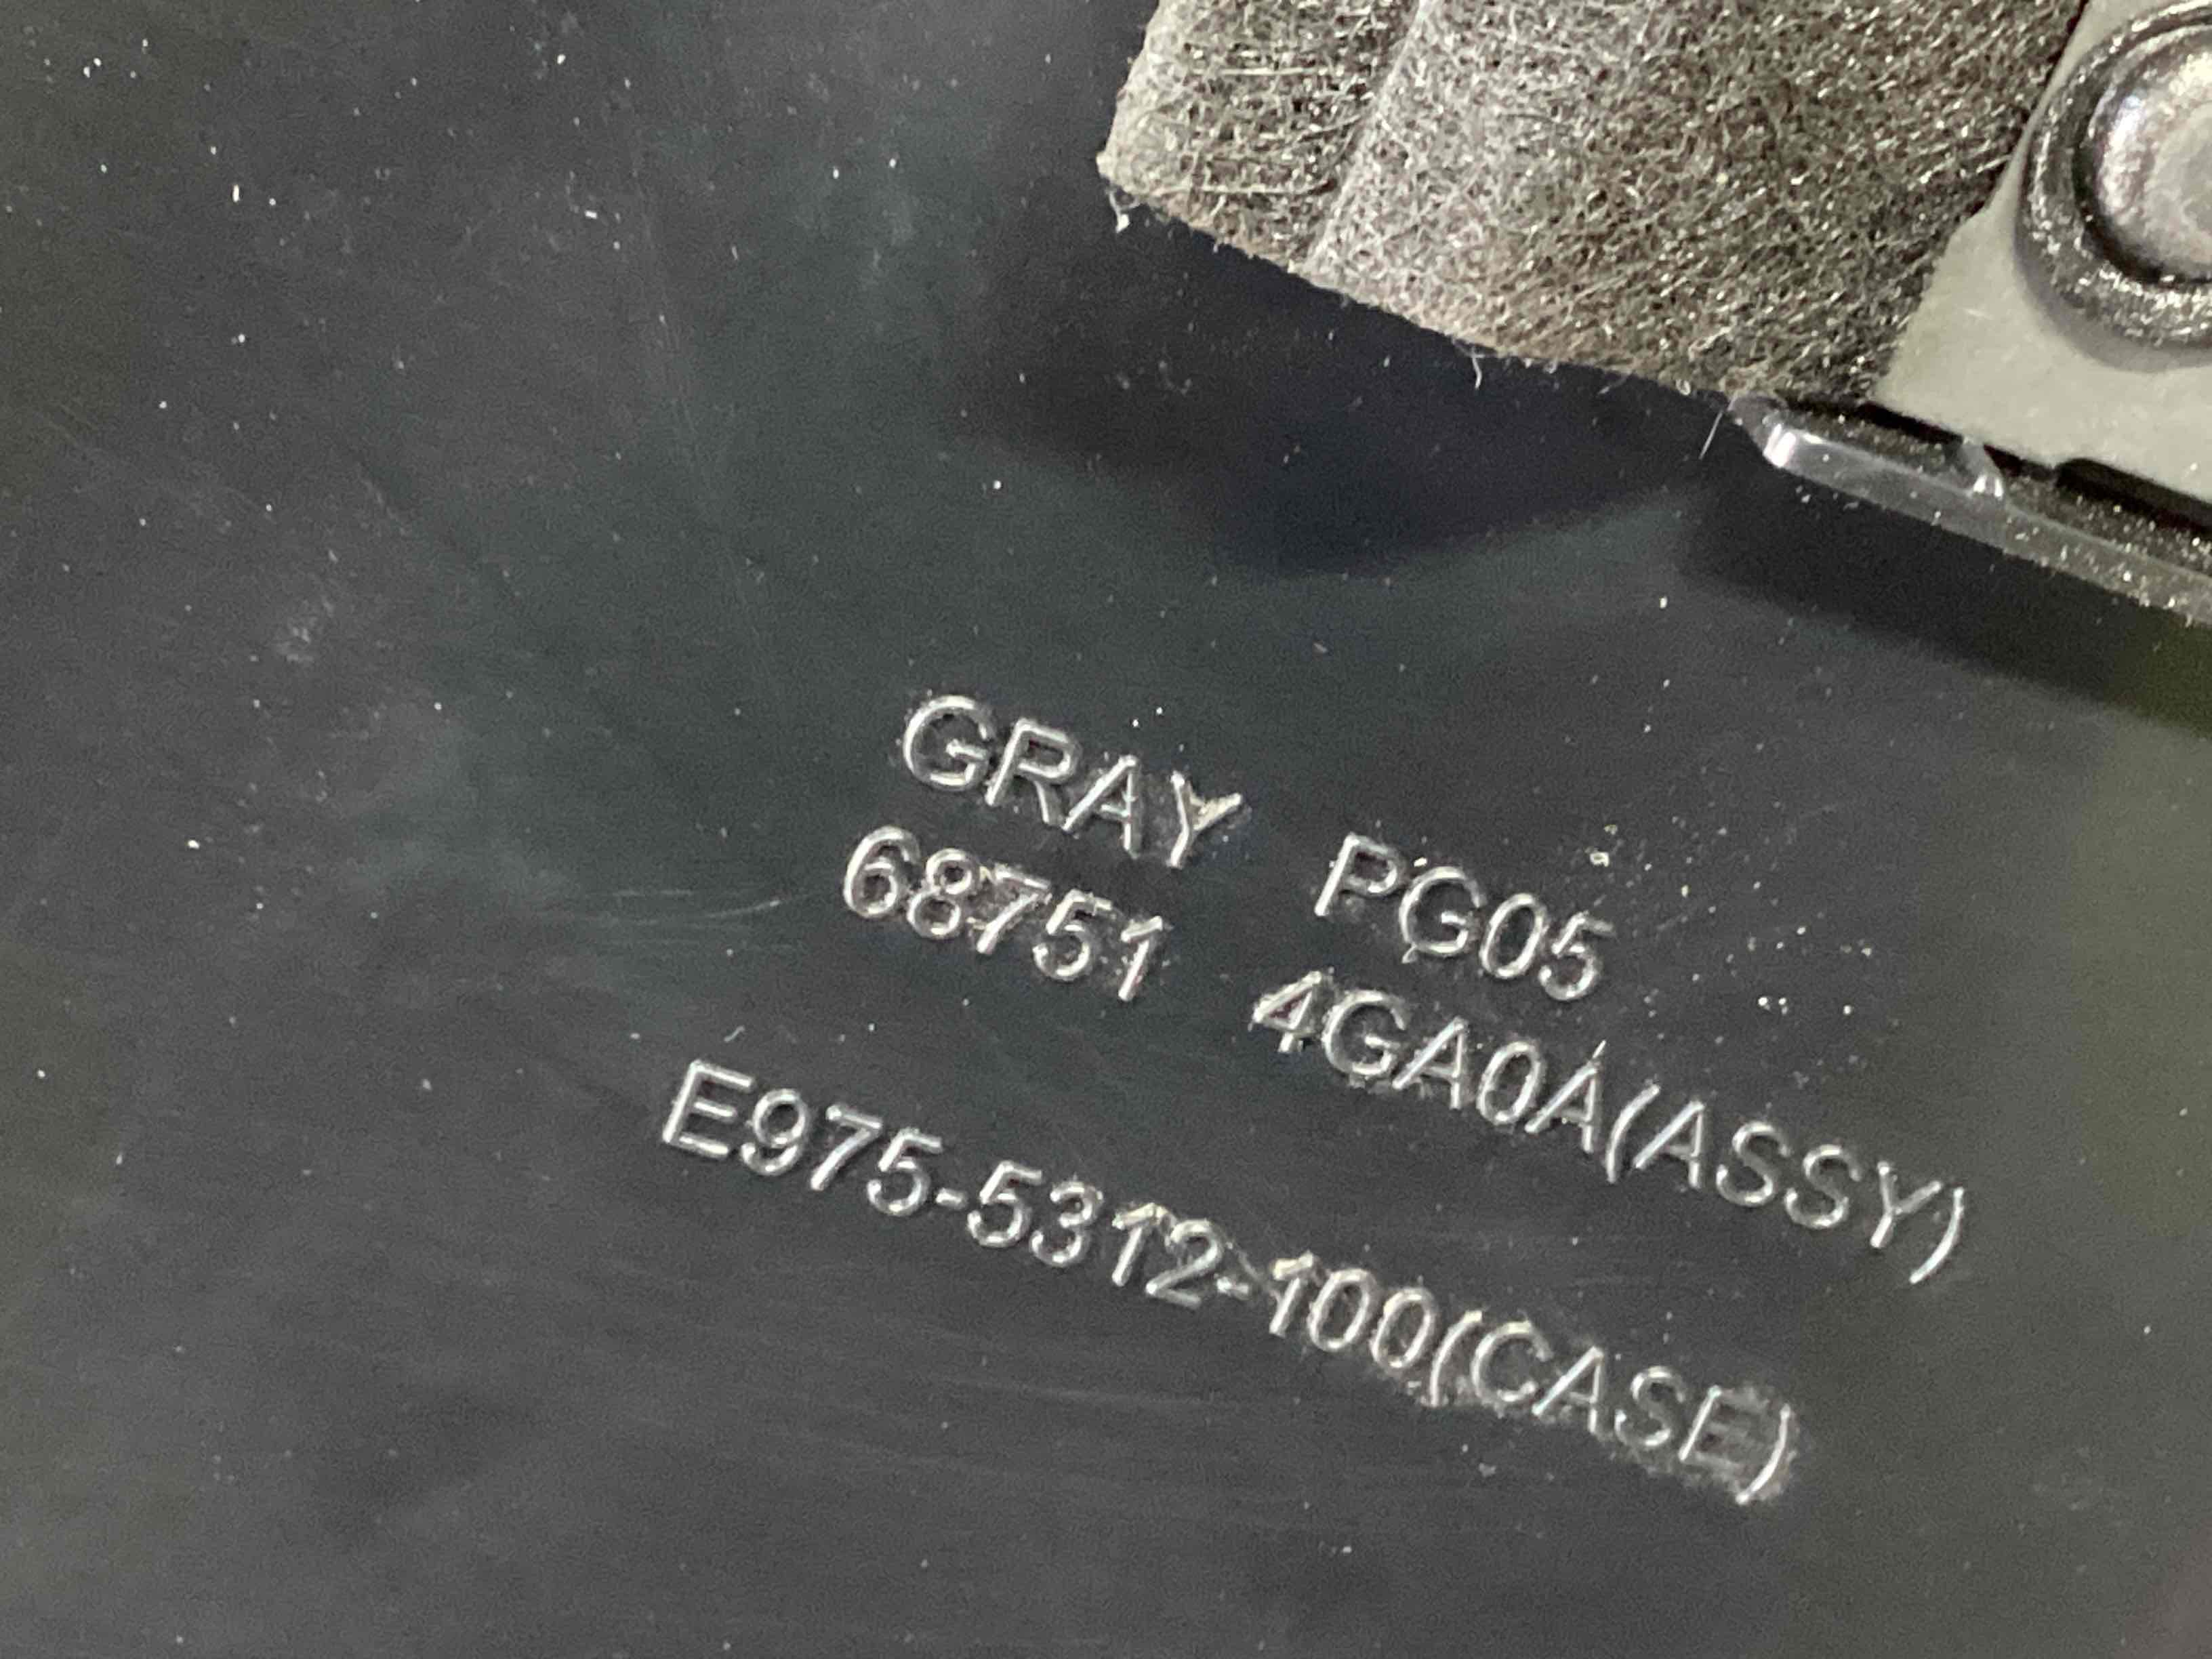 GRAY PG05
68751 4GA0A(ASSY)
E975-5312-100(CASE)